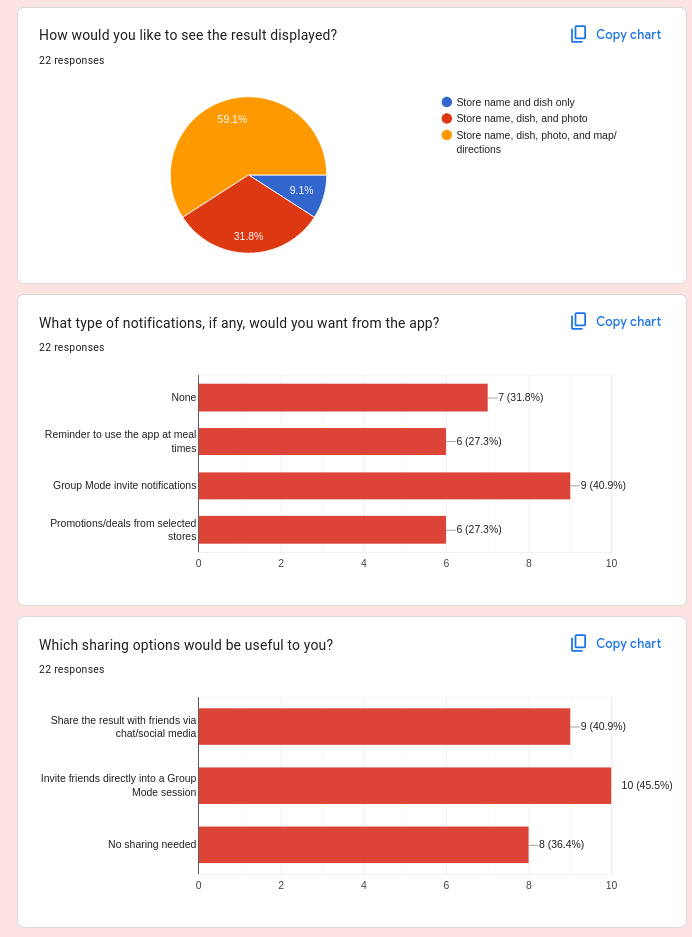 How would you like to see the result displayed?
Copy chart
22 responses
59.1%
9.1%
31.8%
Store name and dish only
Store name, dish, and photo
Store name, dish, photo, and map/
directions
What type of notifications, if any, would you want from the app?
Copy chart
22 responses
None
7 (31.8%)
Reminder to use the app at meal
times
6 (27.3%)
Group Mode invite notifications
9 (40.9%)
Promotions/deals from selected
stores
6 (27.3%)
0 2 4 6 8 10
Which sharing options would be useful to you?
Copy chart
22 responses
Share the result with friends via
chat/social media
9 (40.9%)
Invite friends directly into a Group
Mode session
10 (45.5%)
No sharing needed
8 (36.4%)
0 2 4 6 8 10